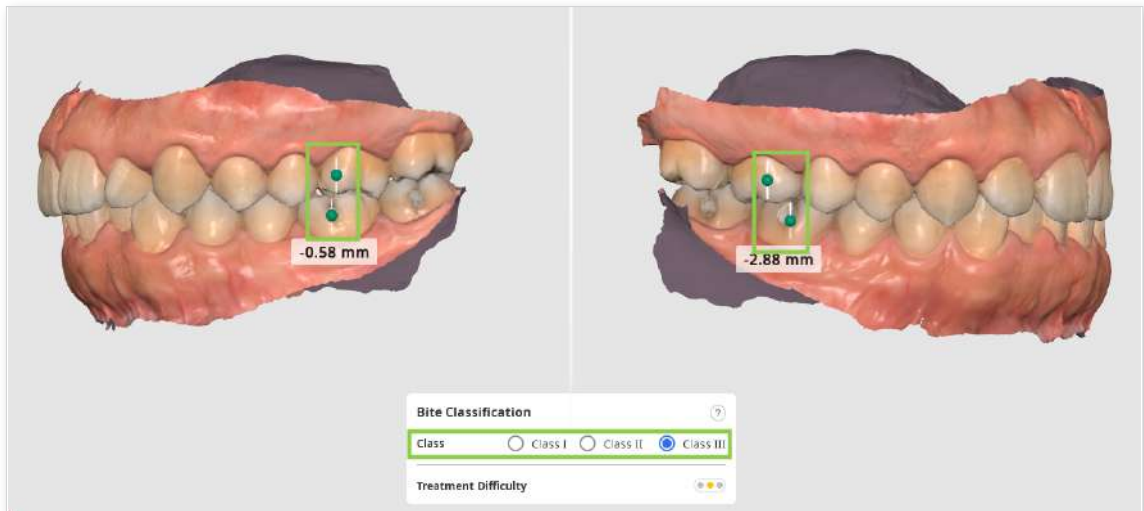 -0.58 mm
-2.88 mm
Bite Classification ?
Class Class I Class II Class III
Treatment Difficulty